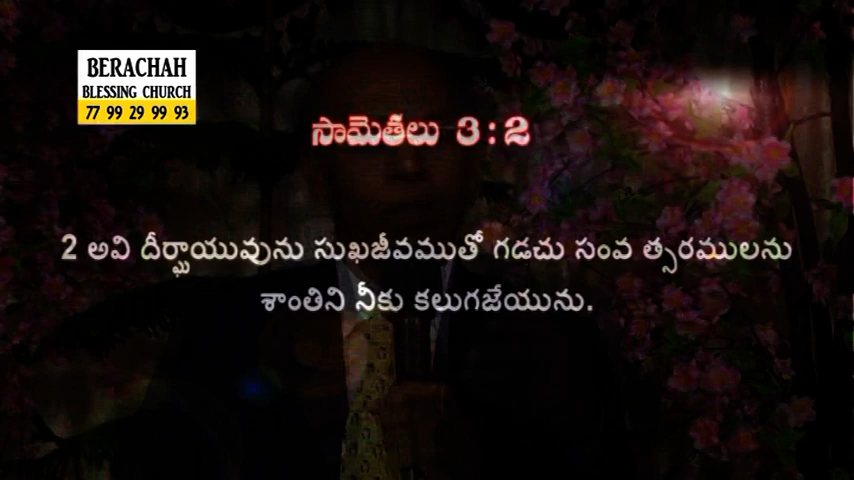 BERACHAH
BLESSING CHURCH
77 99 29 99 93
సామెతలు 3 : 2
2 అవి దీర్ఘాయువును సుఖజీవముతో గడచు సంవ త్సరములను
శాంతిని నీకు కలుగజేయును.